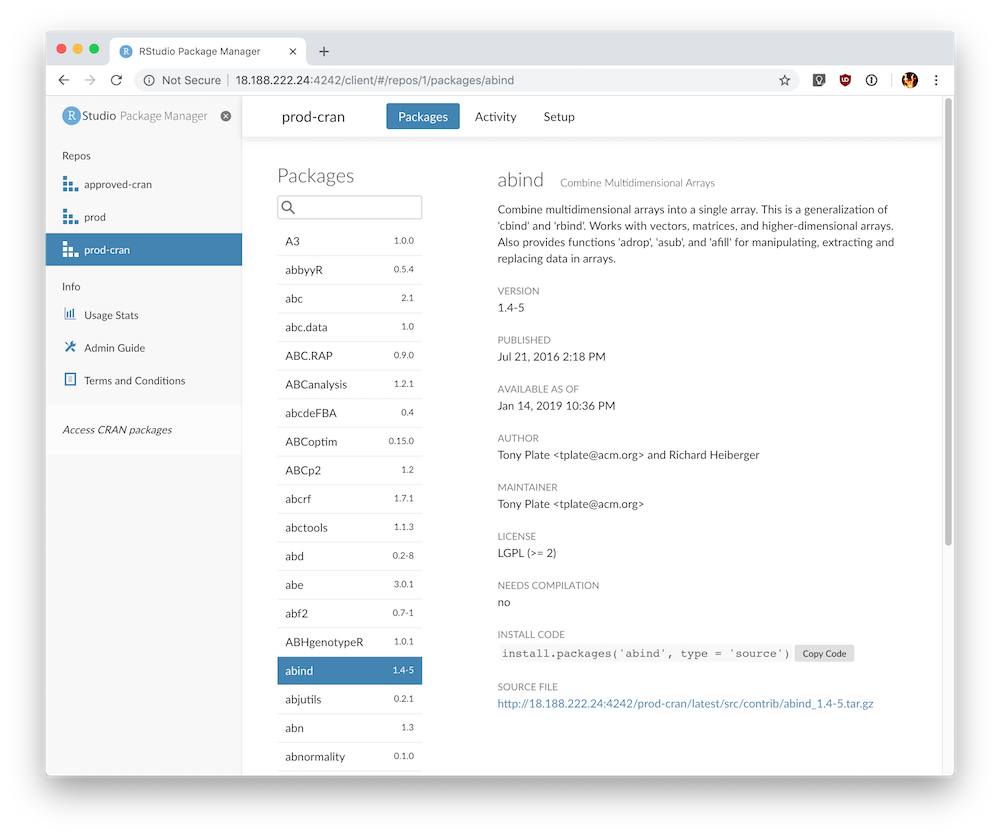 RStudio Package Manager
Not Secure 18.188.222.24:4242/client/#/repos/1/packages/abind
R Studio Package Manager
Repos
approved-cran
prod
prod-cran
Info
Usage Stats
Admin Guide
Terms and Conditions
Access CRAN packages
prod-cran Packages Activity Setup
Packages
A3 1.0.0
abbyyR 0.5.4
abc 2.1
abc.data 1.0
ABC.RAP 0.9.0
ABCanalysis 1.2.1
abcdeFBA 0.4
ABCoptim 0.15.0
ABCp2 1.2
abcrf 1.7.1
abctools 1.1.3
abd 0.2-8
abe 3.0.1
abf2 0.7-1
ABHgenotypeR 1.0.1
abind 1.4-5
abjutils 0.2.1
abn 1.3
abnormality 0.1.0
abind Combine Multidimensional Arrays
Combine multidimensional arrays into a single array. This is a generalization of
'cbind' and 'rbind'. Works with vectors, matrices, and higher-dimensional arrays.
Also provides functions 'adrop', 'asub', and 'afill' for manipulating, extracting and
replacing data in arrays.
VERSION
1.4-5
PUBLISHED
Jul 21, 2016 2:18 PM
AVAILABLE AS OF
Jan 14, 2019 10:36 PM
AUTHOR
Tony Plate <tplate@acm.org> and Richard Heiberger
MAINTAINER
Tony Plate <tplate@acm.org>
LICENSE
LGPL (>= 2)
NEEDS COMPILATION
no
INSTALL CODE
install.packages('abind', type = 'source') Copy Code
SOURCE FILE
http://18.188.222.24:4242/prod-cran/latest/src/contrib/abind_1.4-5.tar.gz